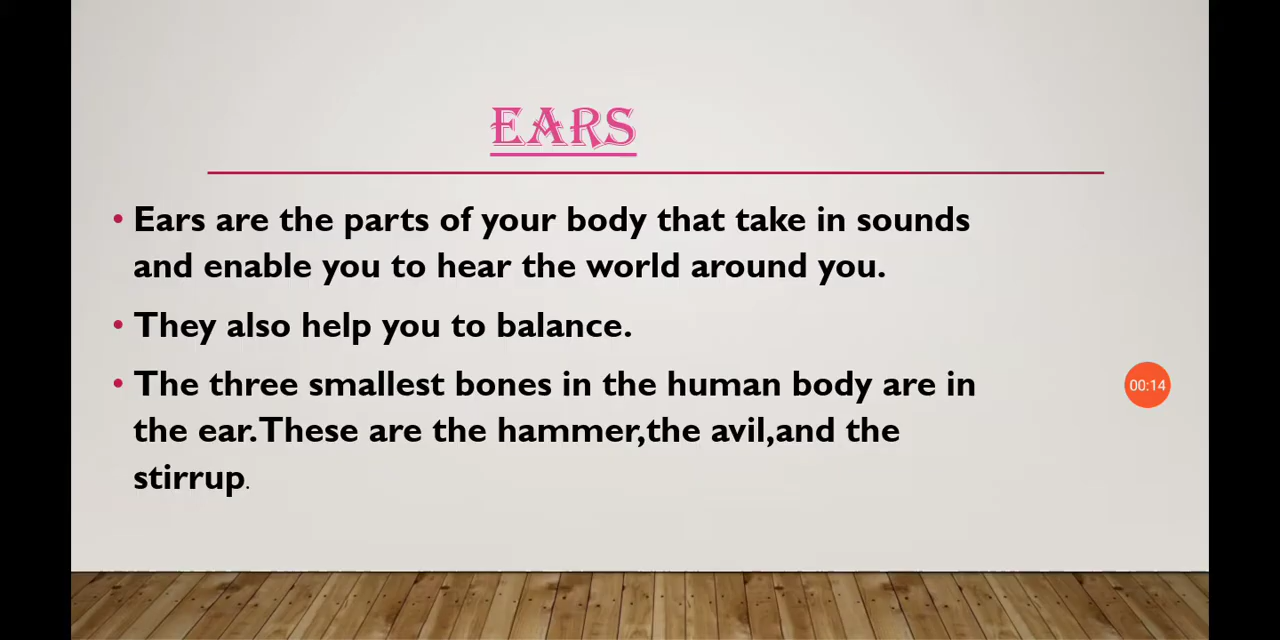 EARS
• Ears are the parts of your body that take in sounds
and enable you to hear the world around you.
• They also help you to balance.
• The three smallest bones in the human body are in
the ear.These are the hammer,the avil,and the
stirrup.
00:14